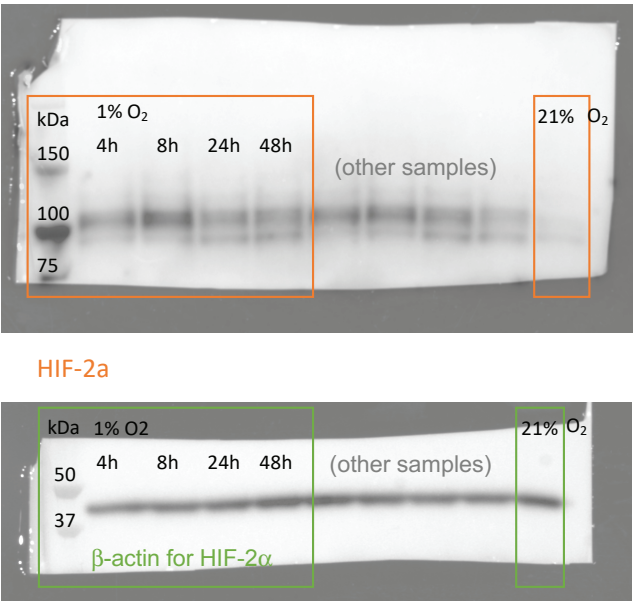 1% O₂
21% O₂
kDa
4h 8h 24h 48h
150
(other samples)
100
75
HIF-2a
kDa 1% O2
21% O₂
4h 8h 24h 48h
(other samples)
50
37
β-actin for HIF-2α